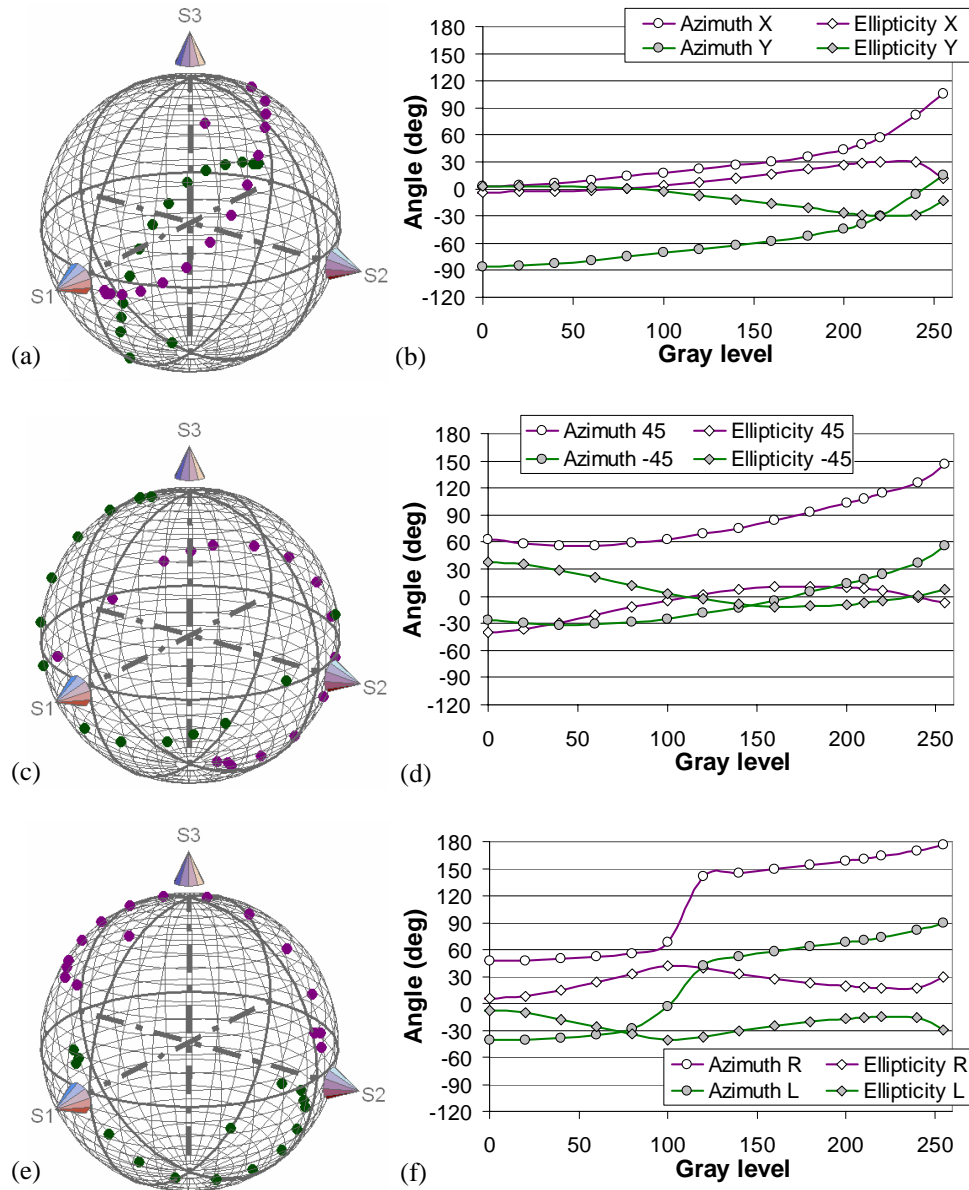 S3
S1
S2
(a)
Azimuth X
Ellipticity X
Azimuth Y
Ellipticity Y
Angle (deg)
180
150
120
90
60
30
0
-30
-60
-90
-120
0 50 100 150 200 250
Gray level
(b)
S3
S1
S2
(c)
Azimuth 45
Ellipticity 45
Azimuth -45
Ellipticity -45
Angle (deg)
180
150
120
90
60
30
0
-30
-60
-90
-120
0 50 100 150 200 250
Gray level
(d)
S3
S1
S2
(e)
Angle (deg)
180
150
120
90
60
30
0
-30
-60
-90
-120
Azimuth R
Ellipticity R
Azimuth L
Ellipticity L
0 50 100 150 200 250
Gray level
(f)